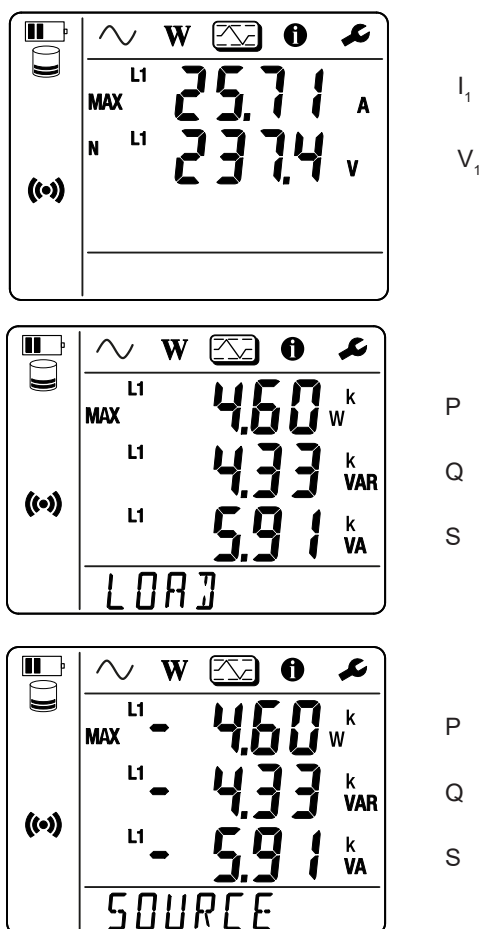 W i
L1
MAX 25.71 A I₁
N L1 237.4 V V₁
W i
L1
MAX 4.60 k W P
L1 4.33 k VAR Q
L1 5.91 k VA S
LOAD
W i
L1
MAX - 4.60 k W P
L1 - 4.33 k VAR Q
L1 - 5.91 k VA S
SOURCE